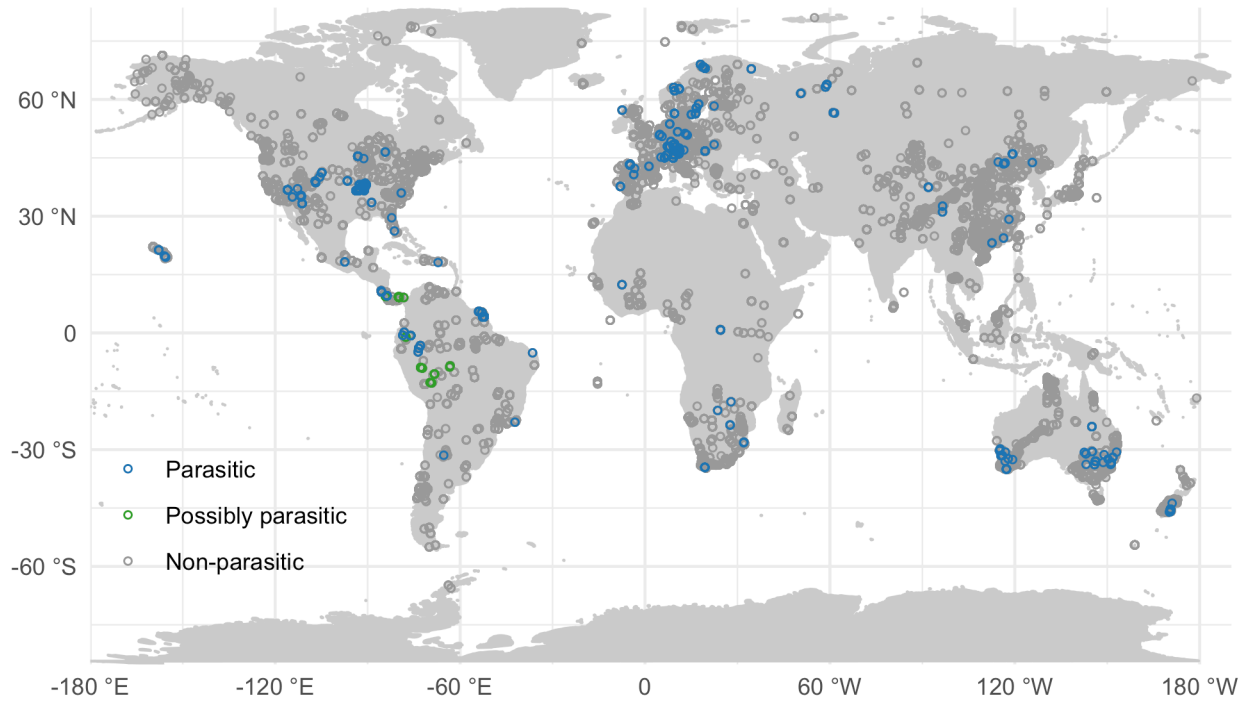 60 °N
30 °N
0
-30 °S
Parasitic
Possibly parasitic
Non-parasitic
-60 °S
-180 °E -120 °E -60 °E 0 60 °W 120 °W 180 °W